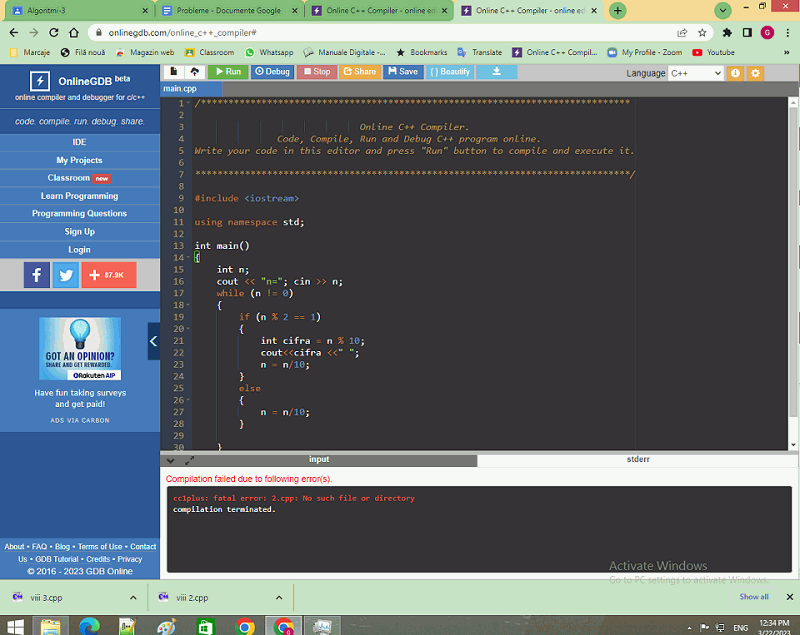 Algoritmi-3
Probleme - Documente Google
Online C++ Compiler - online ed
Online C++ Compiler - online ed
onlinegdb.com/online_c++_compiler#
Marcaje
Filă nouă
Magazin web
Classroom
Whatsapp
Manuale Digitale -...
Bookmarks
Translate
Online C++ Compil...
My Profile - Zoom
Youtube
OnlineGDB beta
online compiler and debugger for c/c++
code. compile. run. debug. share.
IDE
My Projects
Classroom new
Learn Programming
Programming Questions
Sign Up
Login
87.9K
GOT AN OPINION?
SHARE AND GET REWARDED.
Rakuten AIP
Have fun taking surveys
and get paid!
ADS VIA CARBON
About • FAQ • Blog • Terms of Use • Contact
Us • GDB Tutorial • Credits • Privacy
© 2016 - 2023 GDB Online
Run
Debug
Stop
Share
Save
{ } Beautify
Language C++
main.cpp
1 /******************************************************************************
2
3 Online C++ Compiler.
4 Code, Compile, Run and Debug C++ program online.
5 Write your code in this editor and press "Run" button to compile and execute it.
6
7 *******************************************************************************/
8
9 #include <iostream>
10
11 using namespace std;
12
13 int main()
14 {
15 int n;
16 cout << "n="; cin >> n;
17 while (n != 0)
18 {
19 if (n % 2 == 1)
20 {
21 int cifra = n % 10;
22 cout<<cifra <<" ";
23 n = n/10;
24 }
25 else
26 {
27 n = n/10;
28 }
29
30 }
input
stderr
Compilation failed due to following error(s).
cc1plus: fatal error: 2.cpp: No such file or directory
compilation terminated.
Activate Windows
Go to PC settings to activate Windows.
viii 3.cpp
viii 2.cpp
Show all
ENG
12:34 PM
3/22/2023